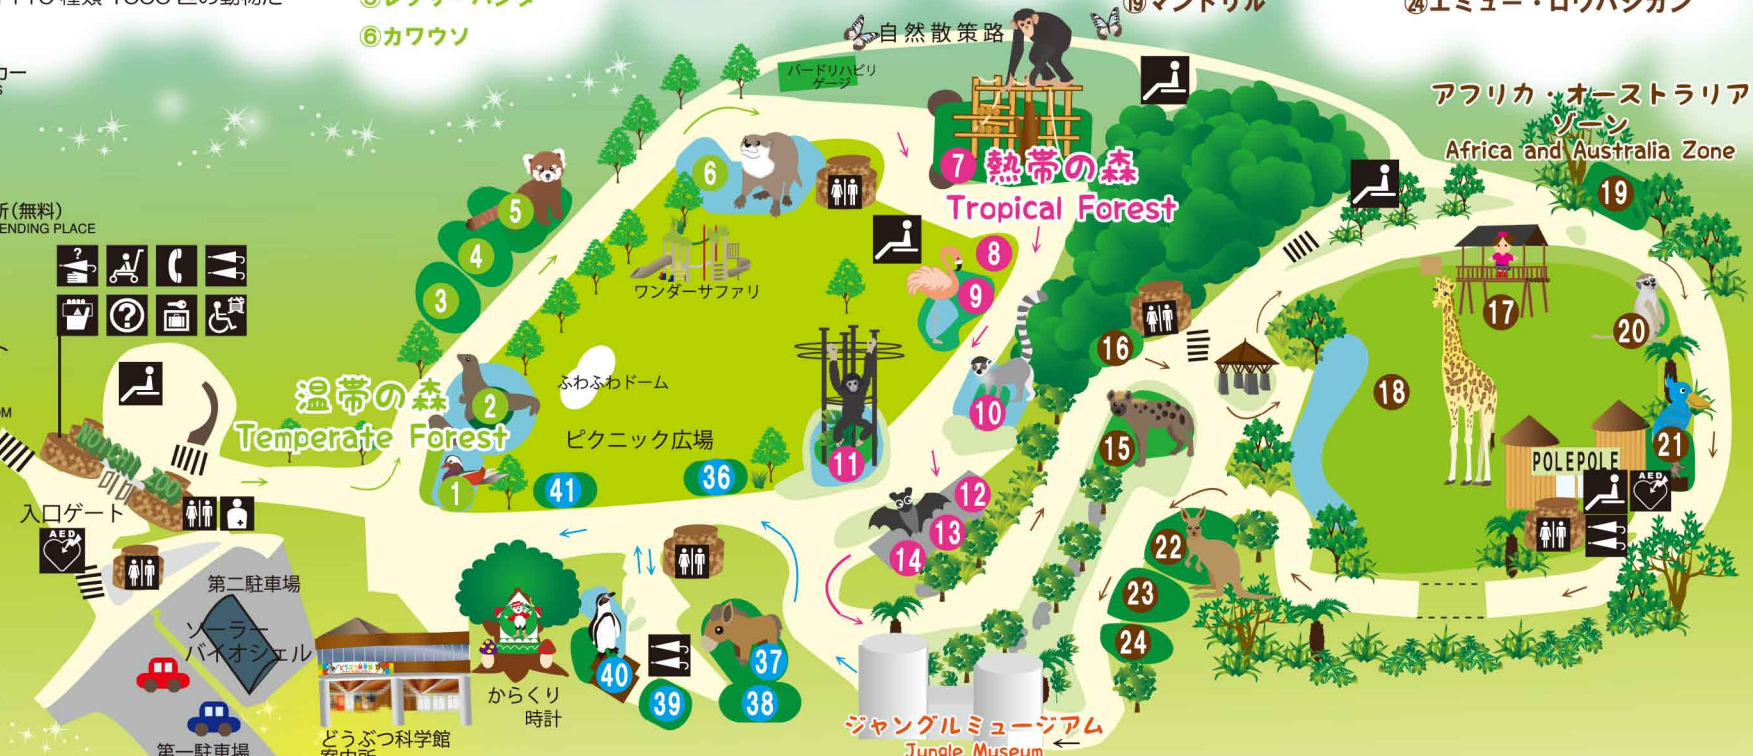 ⑥カワウソ
自然散策路
バードリハビリ
ゲージ
アフリカ・オーストラリア
ゾーン
Africa and Australia Zone
7 熱帯の森
Tropical Forest
19
6
5
4
3
所(無料)
ENDING PLACE
?
?
貸
8
9
ワンダーサファリ
17
20
16
18
10
ふわふわドーム
温帯の森
Temperate Forest
2
ピクニック広場
15
21
POLEPOLE
AED
11
1
41
36
12
13
14
NOICHI
ZOO
入口ゲート
AED
22
23
24
第二駐車場
ソーラー
バイオシェル
37
38
39
40
からくり
時計
どうぶつ科学館
案内所
第一駐車場
ジャングルミュージアム
Jungle Museum